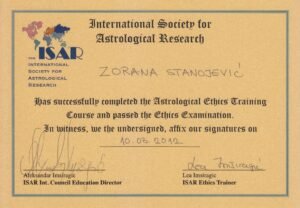 International Society for
Astrological Research
ISAR
INTERNATIONAL
SOCIETY FOR
ASTROLOGICAL
RESEARCH
ZORANA STANOJEVIĆ
Has successfully completed the Astrological Ethics Training
Course and passed the Ethics Examination.
In witness, we the undersigned, affix our signatures on
10.05.2012.
Lea Imsiragic
Aleksandar Imsiragic
ISAR Int. Council Education Director
Lea Imsiragic
ISAR Ethics Trainer